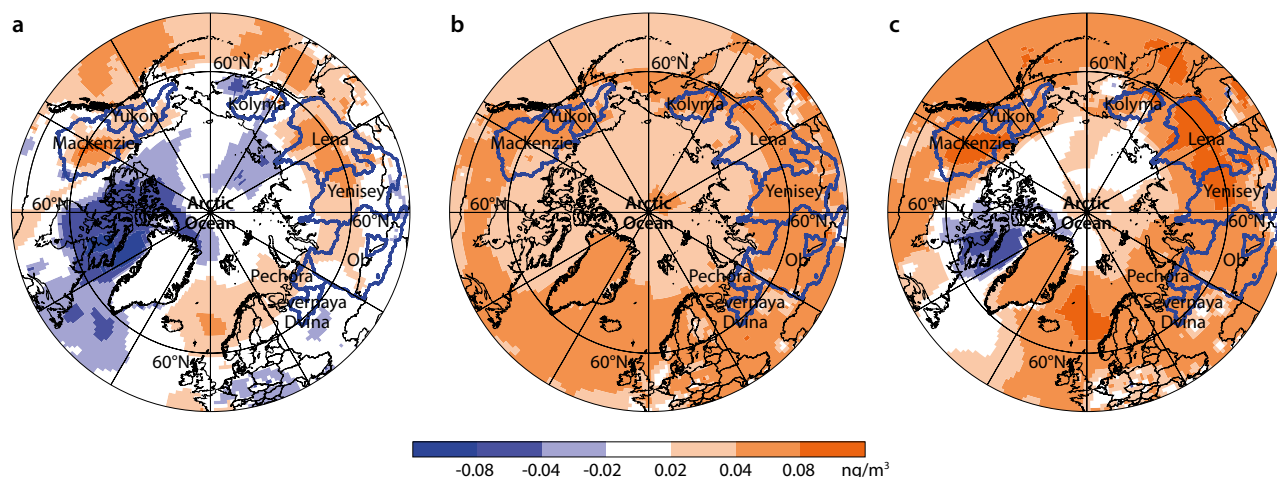 a
60°N
Kolyma
Yukon
Lena
Mackenzie
Yenisey
Arctic
60°N
60°N
Ocean
Pechora
Ob
Severnaya
Dvina
60°N
b
60°N
Kolyma
Yukon
Lena
Mackenzie
Yenisey
Arctic
60°N
60°N
Ocean
Pechora
Ob
Severnaya
Dvina
60°N
c
60°N
Kolyma
Yukon
Lena
Mackenzie
Yenisey
Arctic
60°N
60°N
Ocean
Pechora
Ob
Severnaya
Dvina
60°N
-0.08 -0.04 -0.02 0.02 0.04 0.08 ng/m³